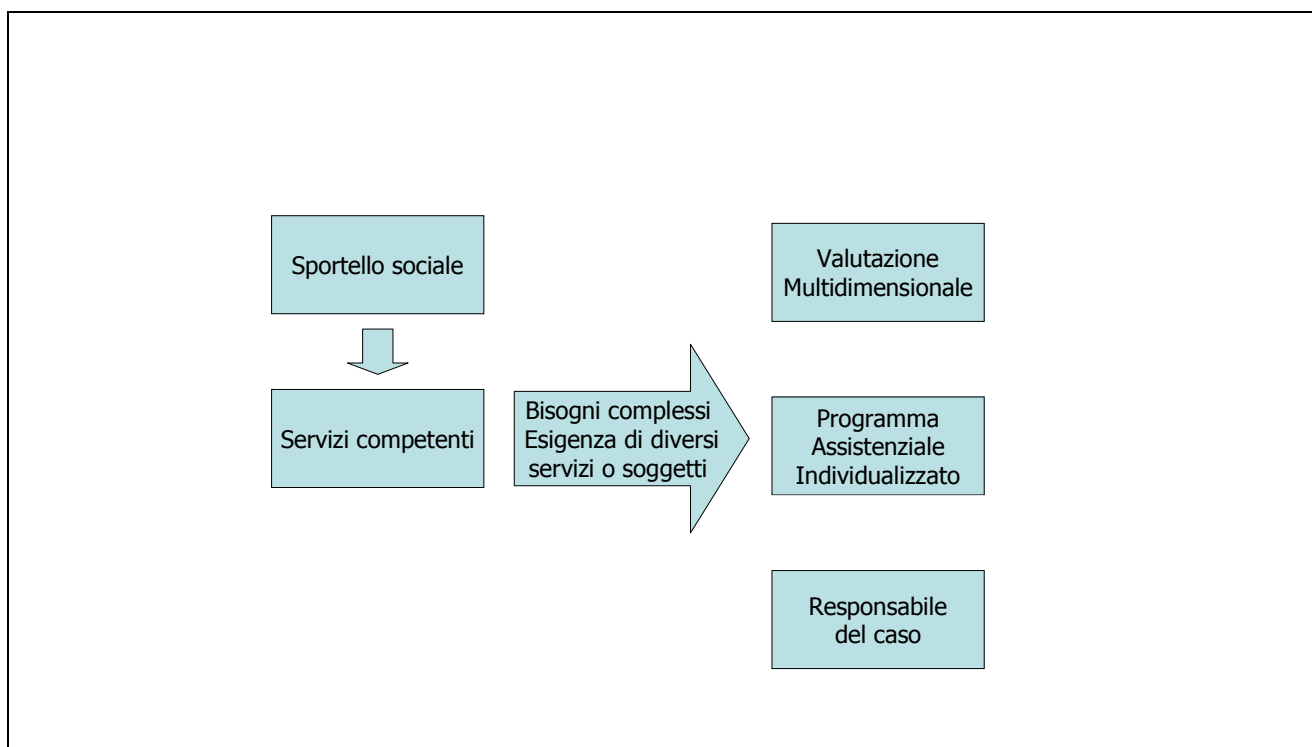 Sportello sociale
Servizi competenti
Bisogni complessi
Esigenza di diversi
servizi o soggetti
Valutazione
Multidimensionale
Programma
Assistenziale
Individualizzato
Responsabile
del caso